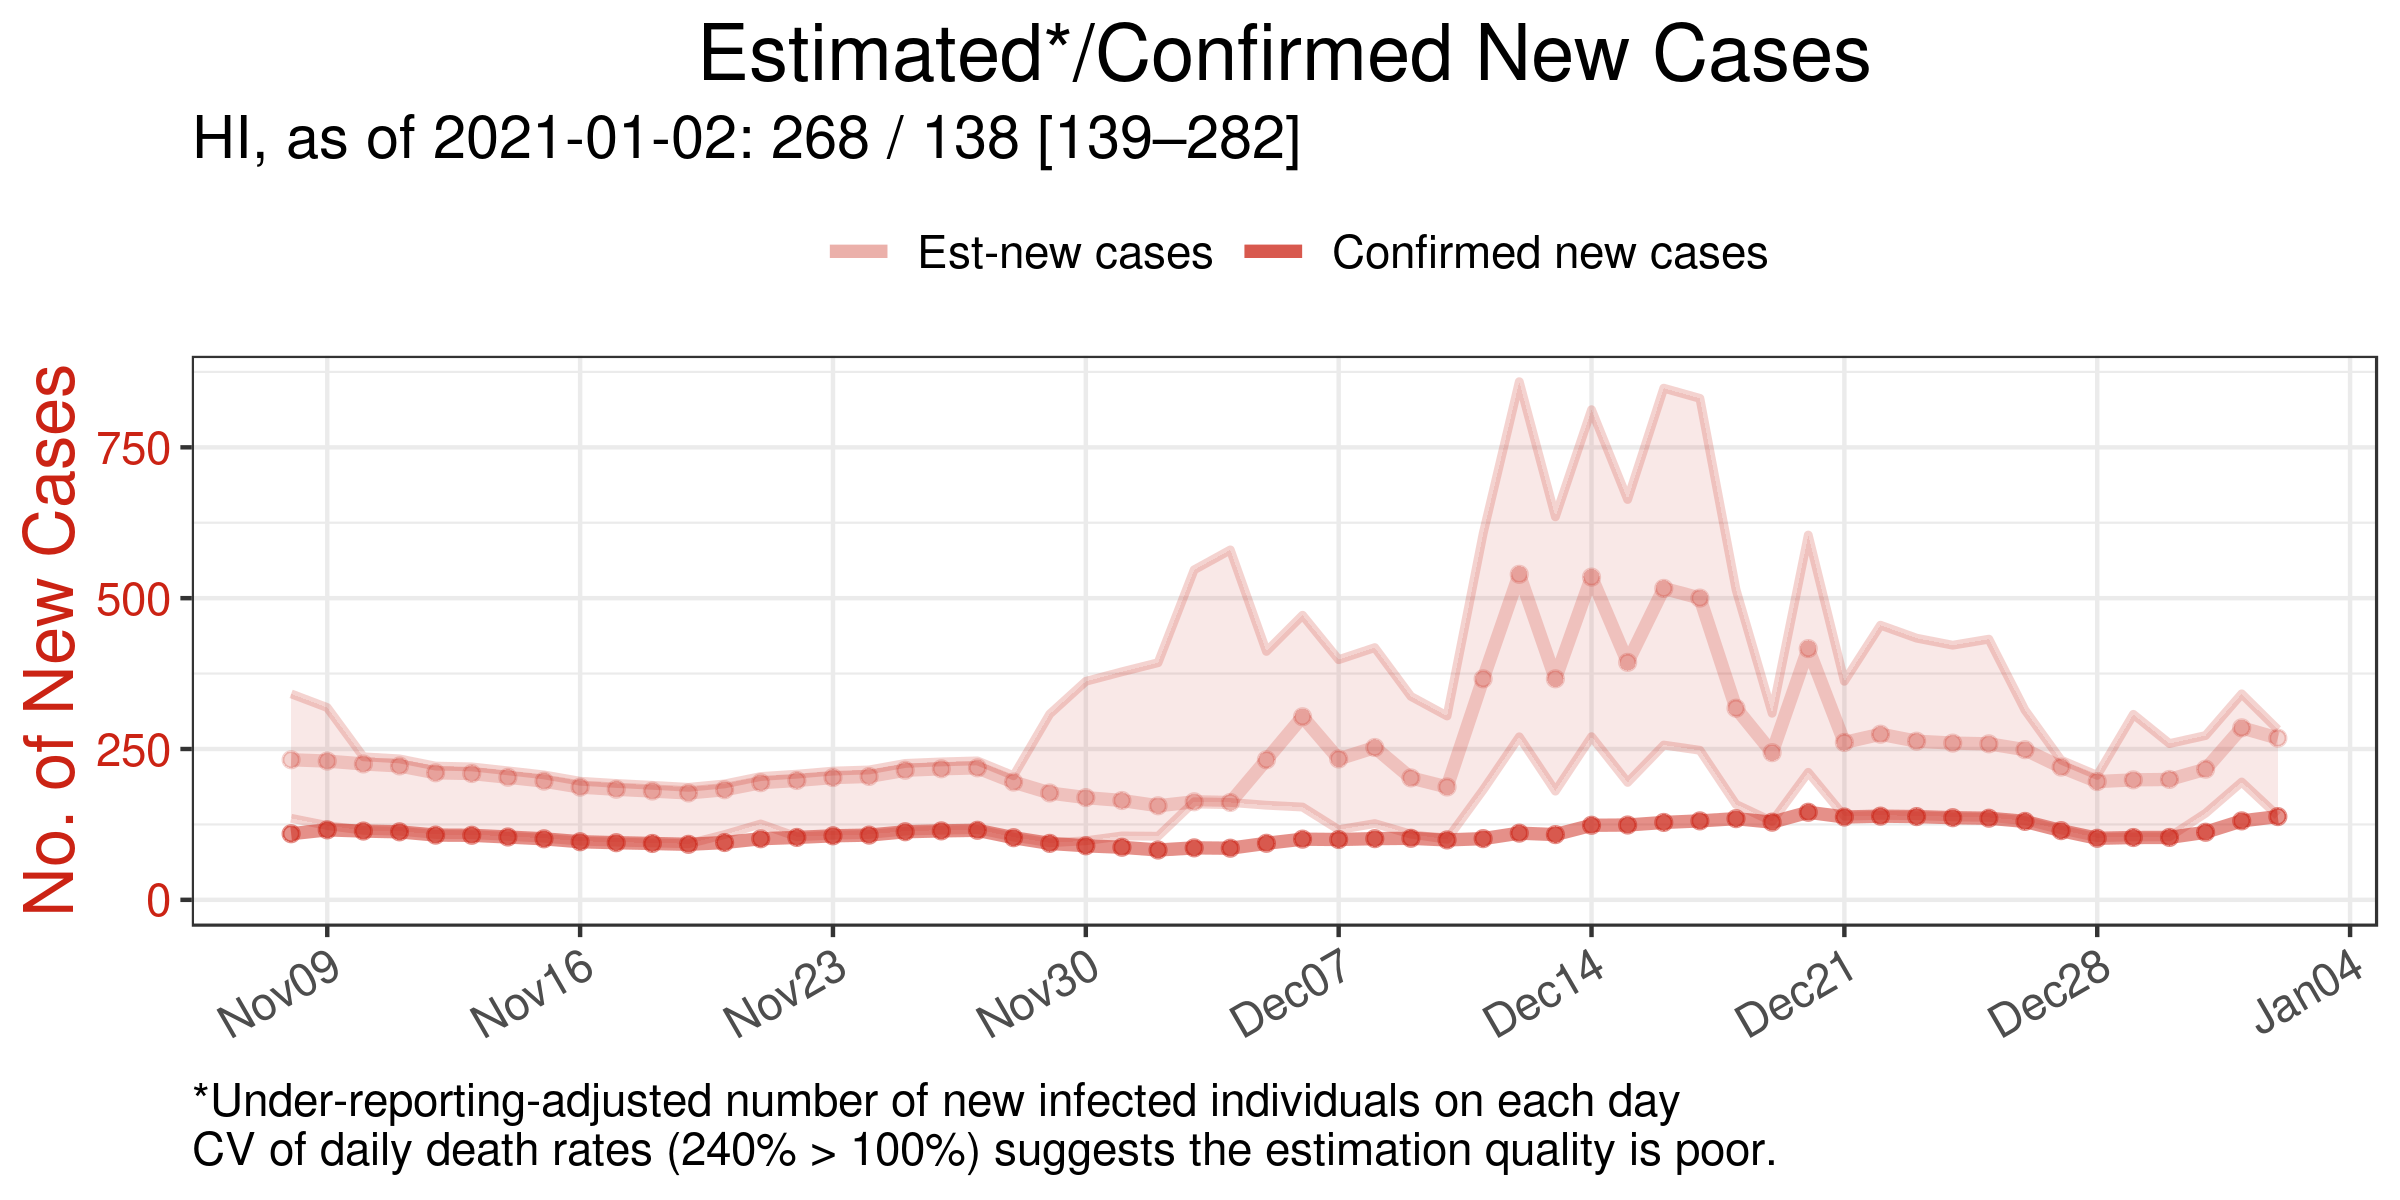 Estimated*/Confirmed New Cases
HI, as of 2021-01-02: 268 / 138 [139–282]
Est-new cases
Confirmed new cases
No. of New Cases
750
500
250
0
Nov09
Nov16
Nov23
Nov30
Dec07
Dec14
Dec21
Dec28
Jan04
*Under-reporting-adjusted number of new infected individuals on each day
CV of daily death rates (240% > 100%) suggests the estimation quality is poor.